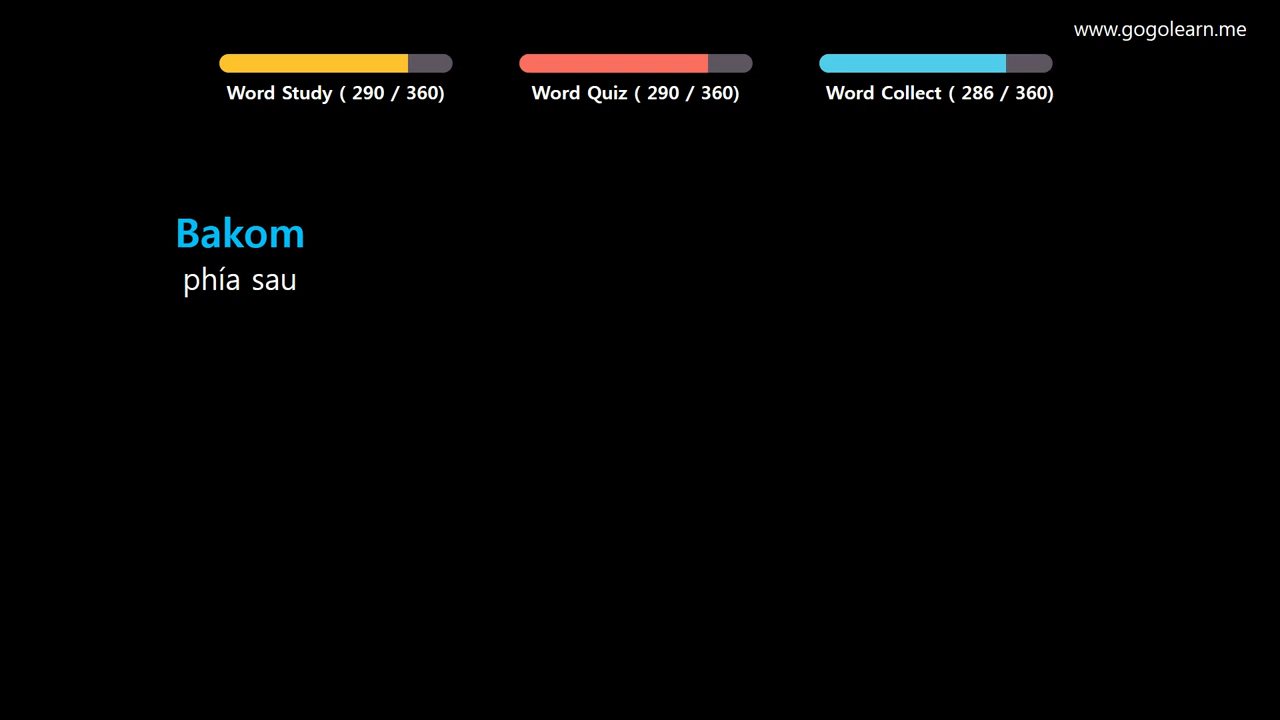 www.gogolearn.me
Word Study ( 290 / 360)
Word Quiz ( 290 / 360)
Word Collect ( 286 / 360)
Bakom
phía sau